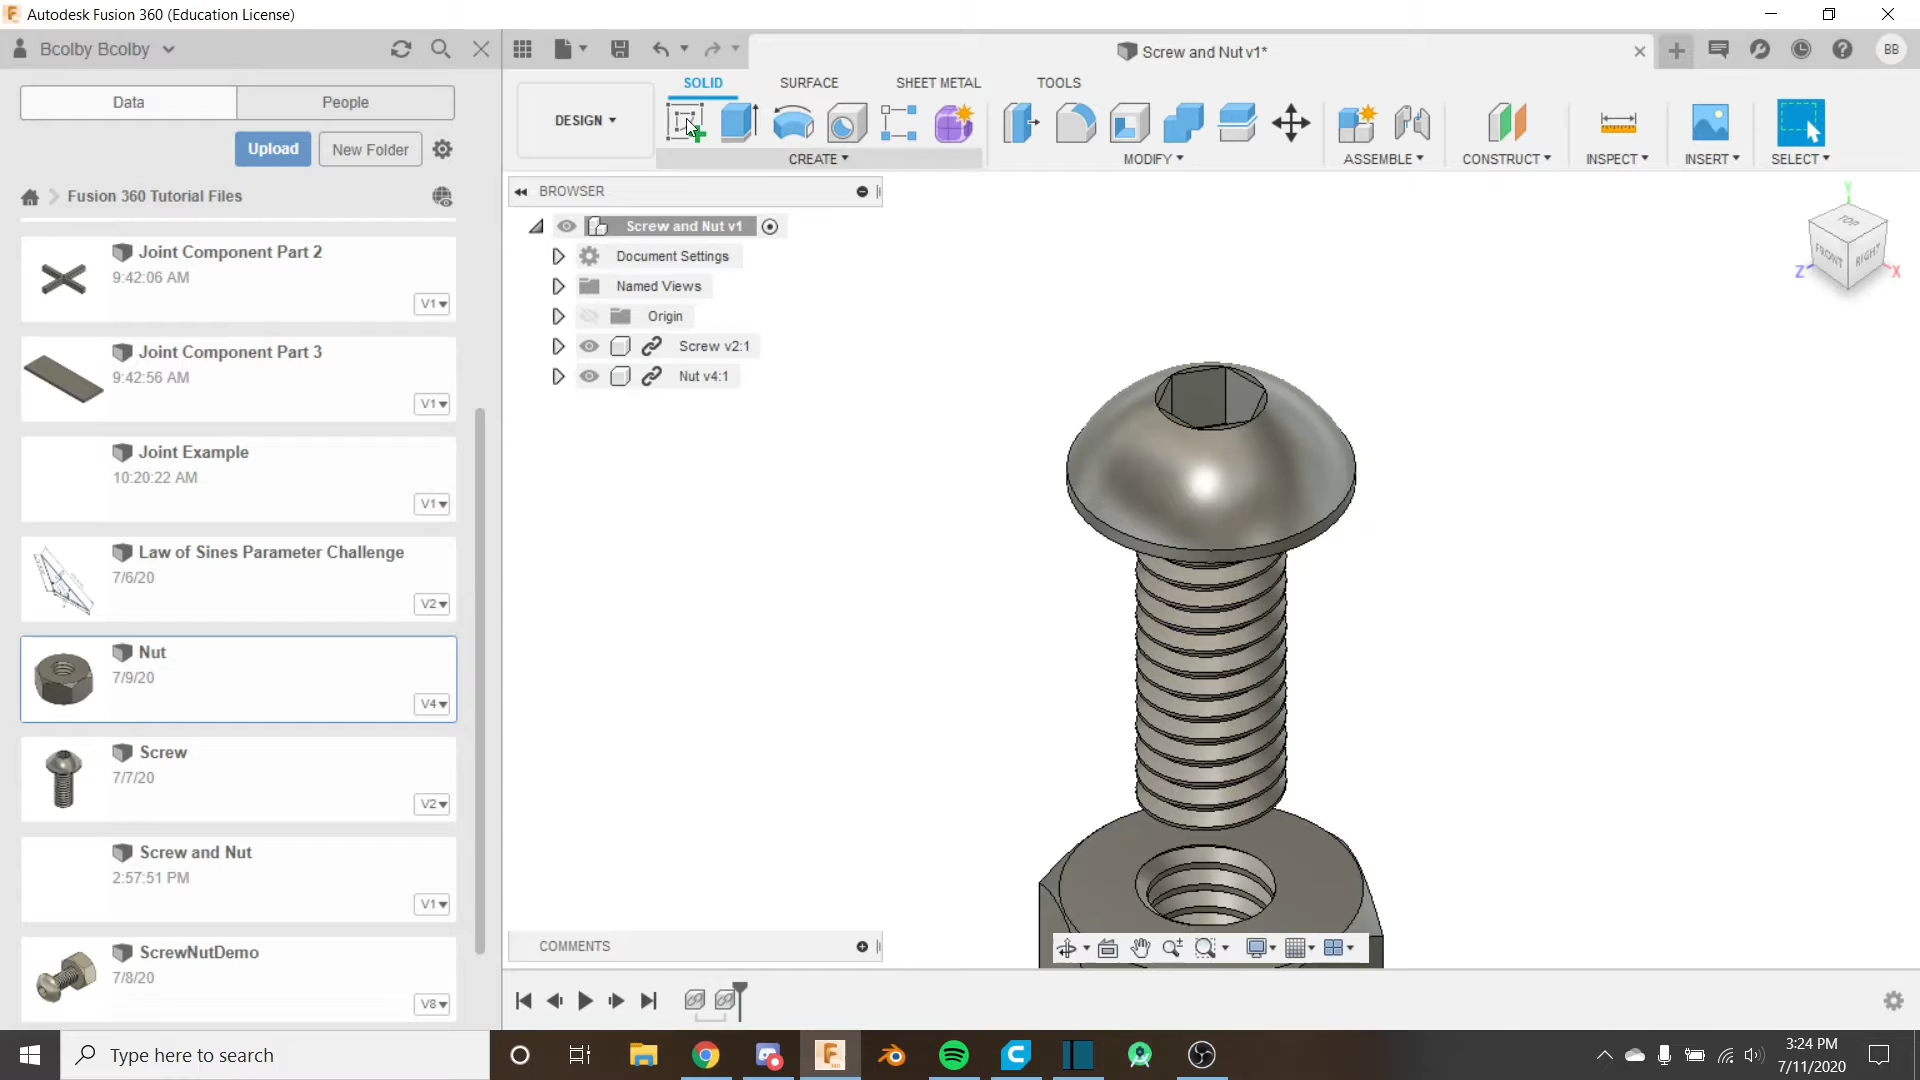 Autodesk Fusion 360 (Education License)
Bcolby Bcolby
Screw and Nut v1*
BB
Data
People
SOLID
SURFACE
SHEET METAL
TOOLS
DESIGN
Upload
New Folder
CREATE
MODIFY
ASSEMBLE
CONSTRUCT
INSPECT
INSERT
SELECT
Fusion 360 Tutorial Files
BROWSER
Screw and Nut v1
Document Settings
Named Views
Origin
Screw v2:1
Nut v4:1
Y
TOP
FRONT
RIGHT
Z
X
Joint Component Part 2
9:42:06 AM
V1
Joint Component Part 3
9:42:56 AM
V1
Joint Example
10:20:22 AM
V1
Law of Sines Parameter Challenge
7/6/20
V2
Nut
7/9/20
V4
Screw
7/7/20
V2
Screw and Nut
2:57:51 PM
V1
ScrewNutDemo
7/8/20
V8
COMMENTS
Type here to search
3:24 PM
7/11/2020